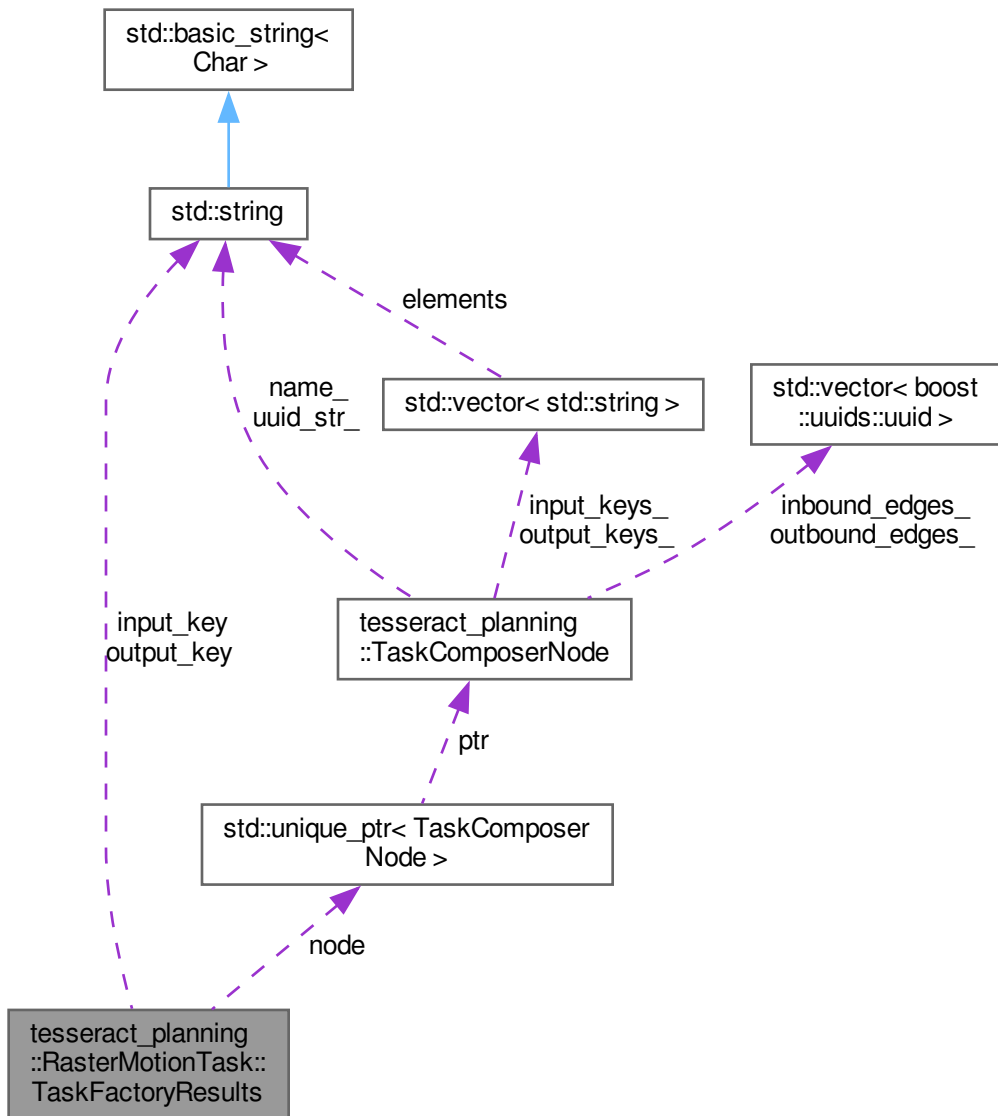 std::basic_string<
Char >
std::string
elements
name_
uuid_str_
std::vector< std::string >
std::vector< boost
::uuids::uuid >
input_keys_
output_keys_
inbound_edges_
outbound_edges_
input_key
output_key
tesseract_planning
::TaskComposerNode
ptr
std::unique_ptr< TaskComposer
Node >
node
tesseract_planning
::RasterMotionTask::
TaskFactoryResults